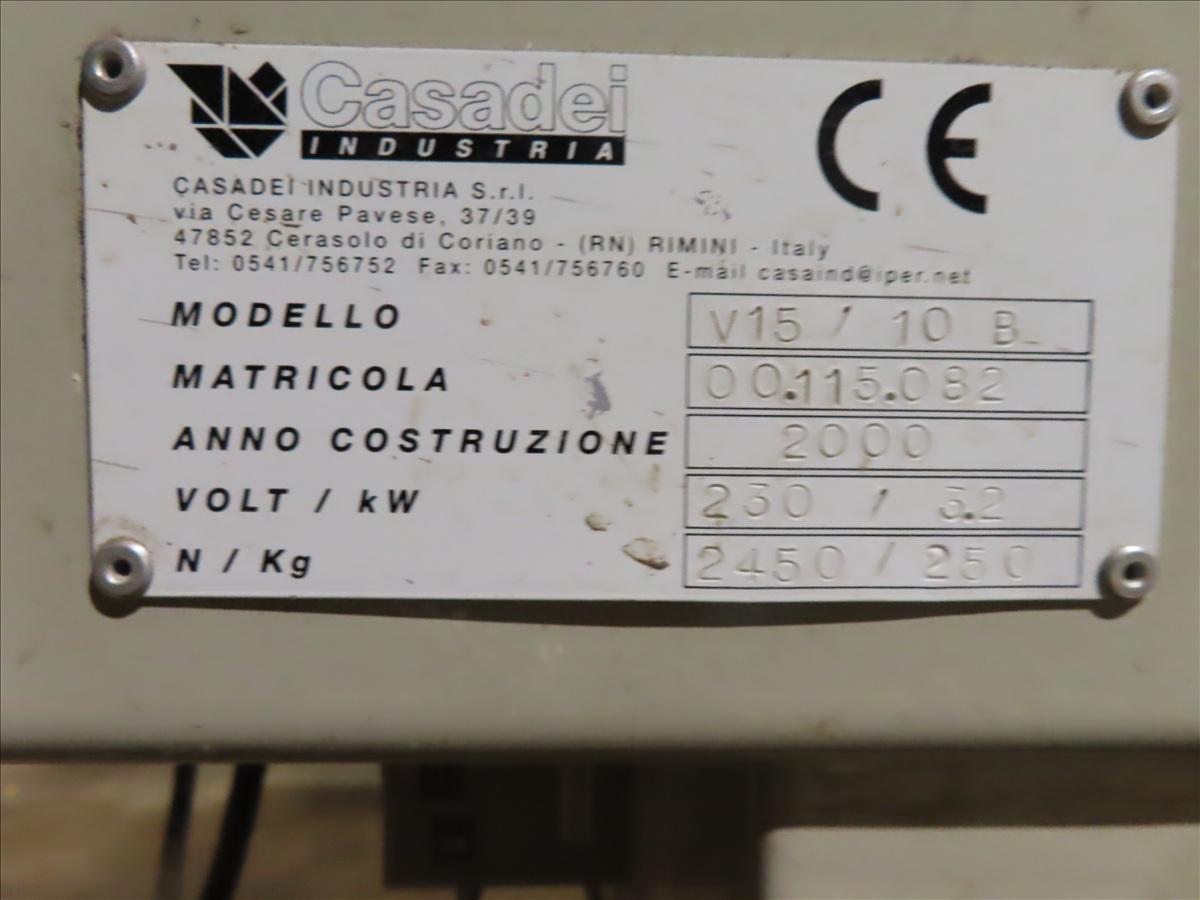 Casadei
INDUSTRIA
CE
CASADEI INDUSTRIA S.r.l.
via Cesare Pavese, 37/39
47852 Cerasolo di Coriano - (RN) RIMINI - Italy
Tel: 0541/756752 Fax: 0541/756760 E-mail casaind@iper.net
MODELLO V15 / 10 B
MATRICOLA 00.115.082
ANNO COSTRUZIONE 2000
VOLT / kW 230 / 3.2
N / Kg 2450 / 250